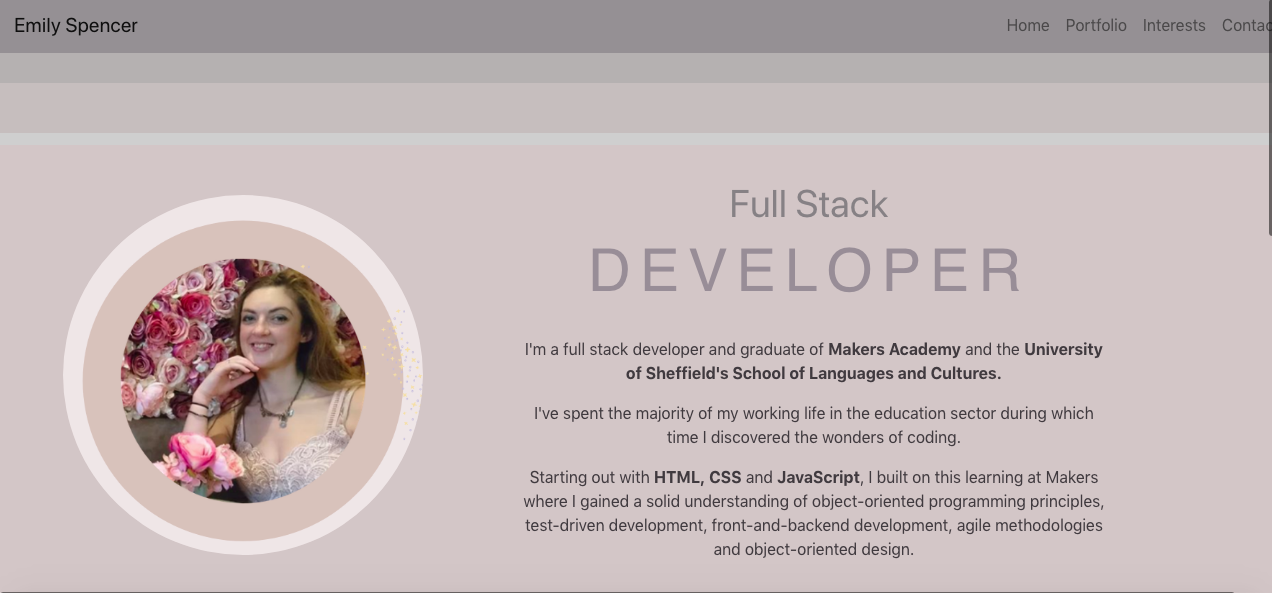 Emily Spencer
Home Portfolio Interests
Full Stack
DEVELOPER
I'm a full stack developer and graduate of Makers Academy and the University
of Sheffield's School of Languages and Cultures.
I've spent the majority of my working life in the education sector during which
time I discovered the wonders of coding.
Starting out with HTML, CSS and JavaScript, I built on this learning at Makers
where I gained a solid understanding of object-oriented programming principles,
test-driven development, front-and-backend development, agile methodologies
and object-oriented design.